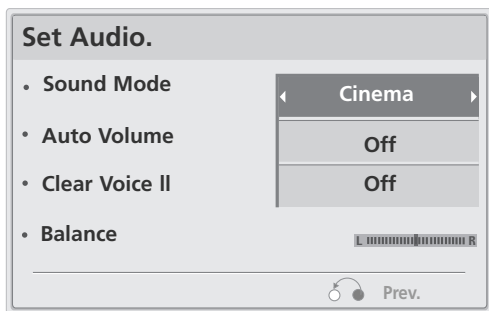 Set Audio.
• Sound Mode Cinema
• Auto Volume Off
• Clear Voice ll Off
• Balance L R
Prev.